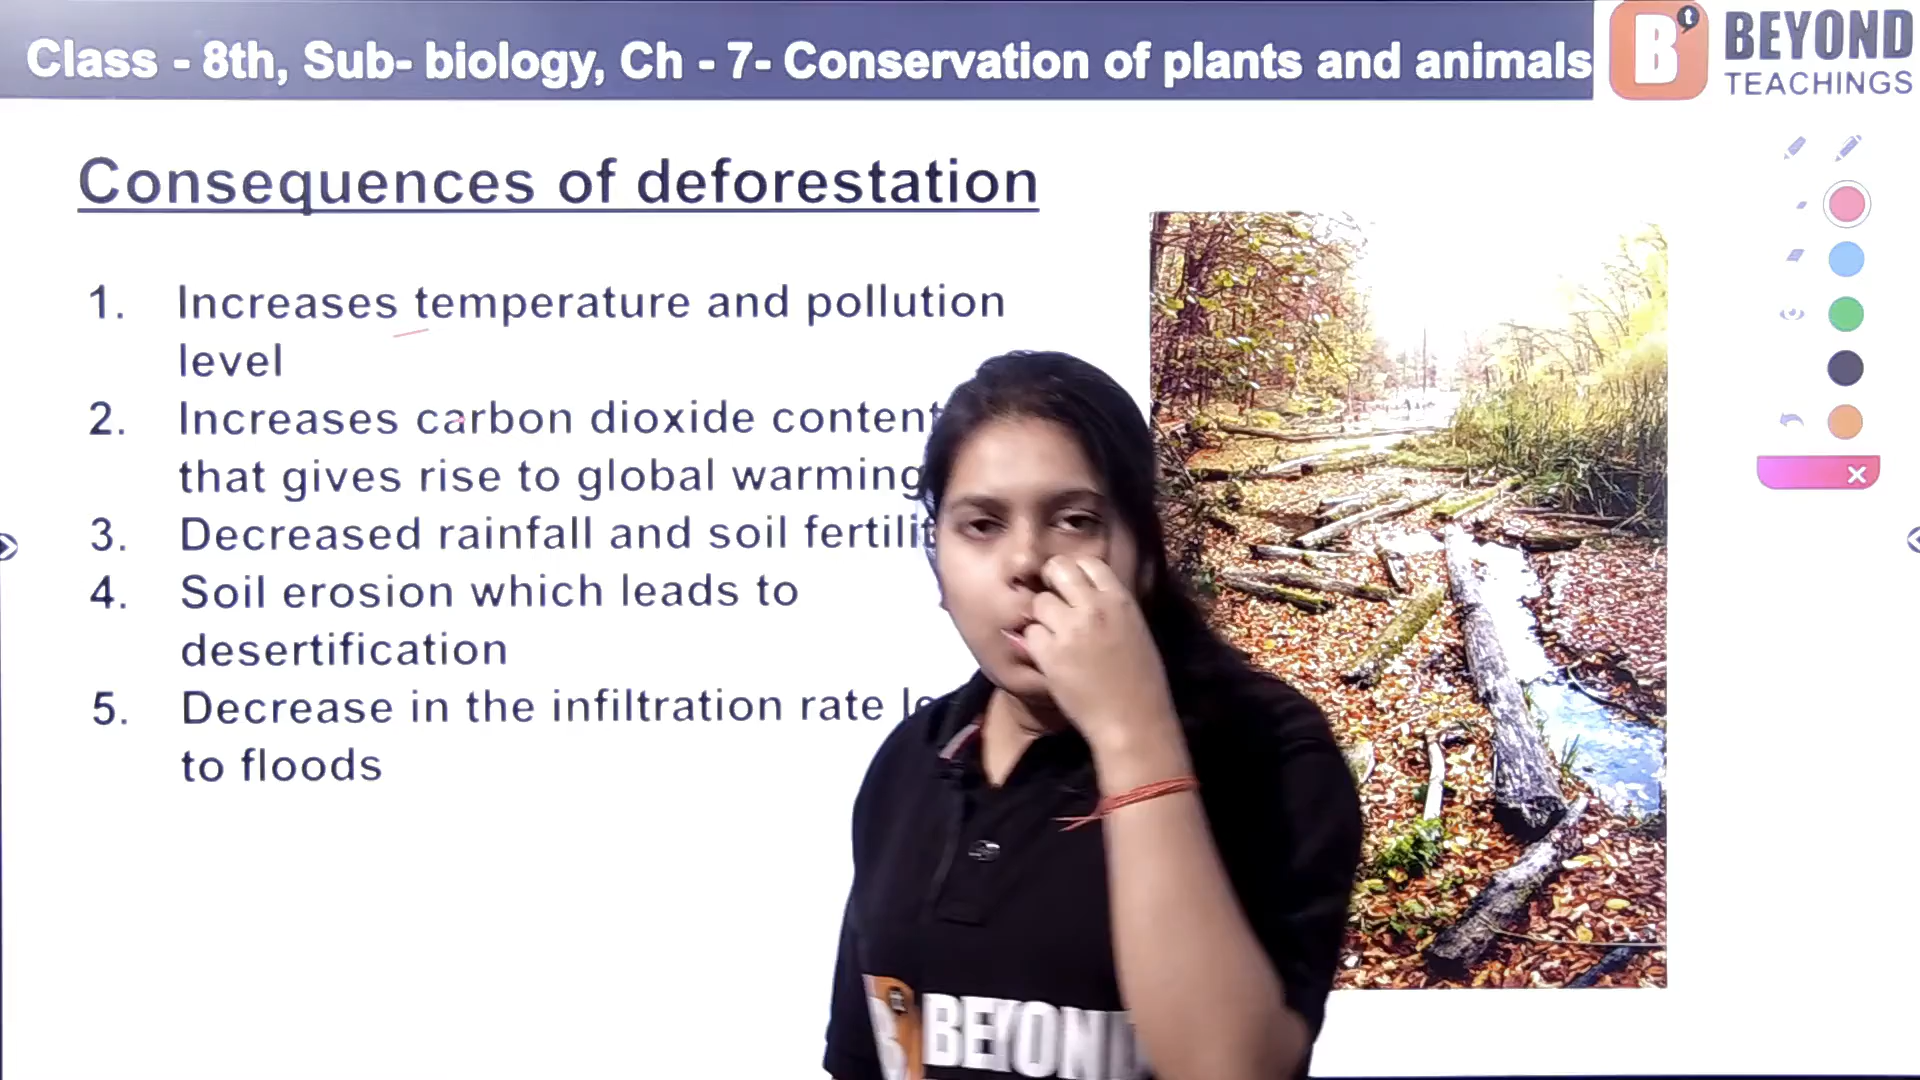 Class - 8th, Sub- biology, Ch - 7- Conservation of plants and animals
Bt
BEYOND
TEACHINGS
Consequences of deforestation
1. Increases temperature and pollution
level
2. Increases carbon dioxide content
that gives rise to global warming
3. Decreased rainfall and soil
4. Soil erosion which leads to
desertification
5. Decrease in the infiltration rate
to floods
BEYOND